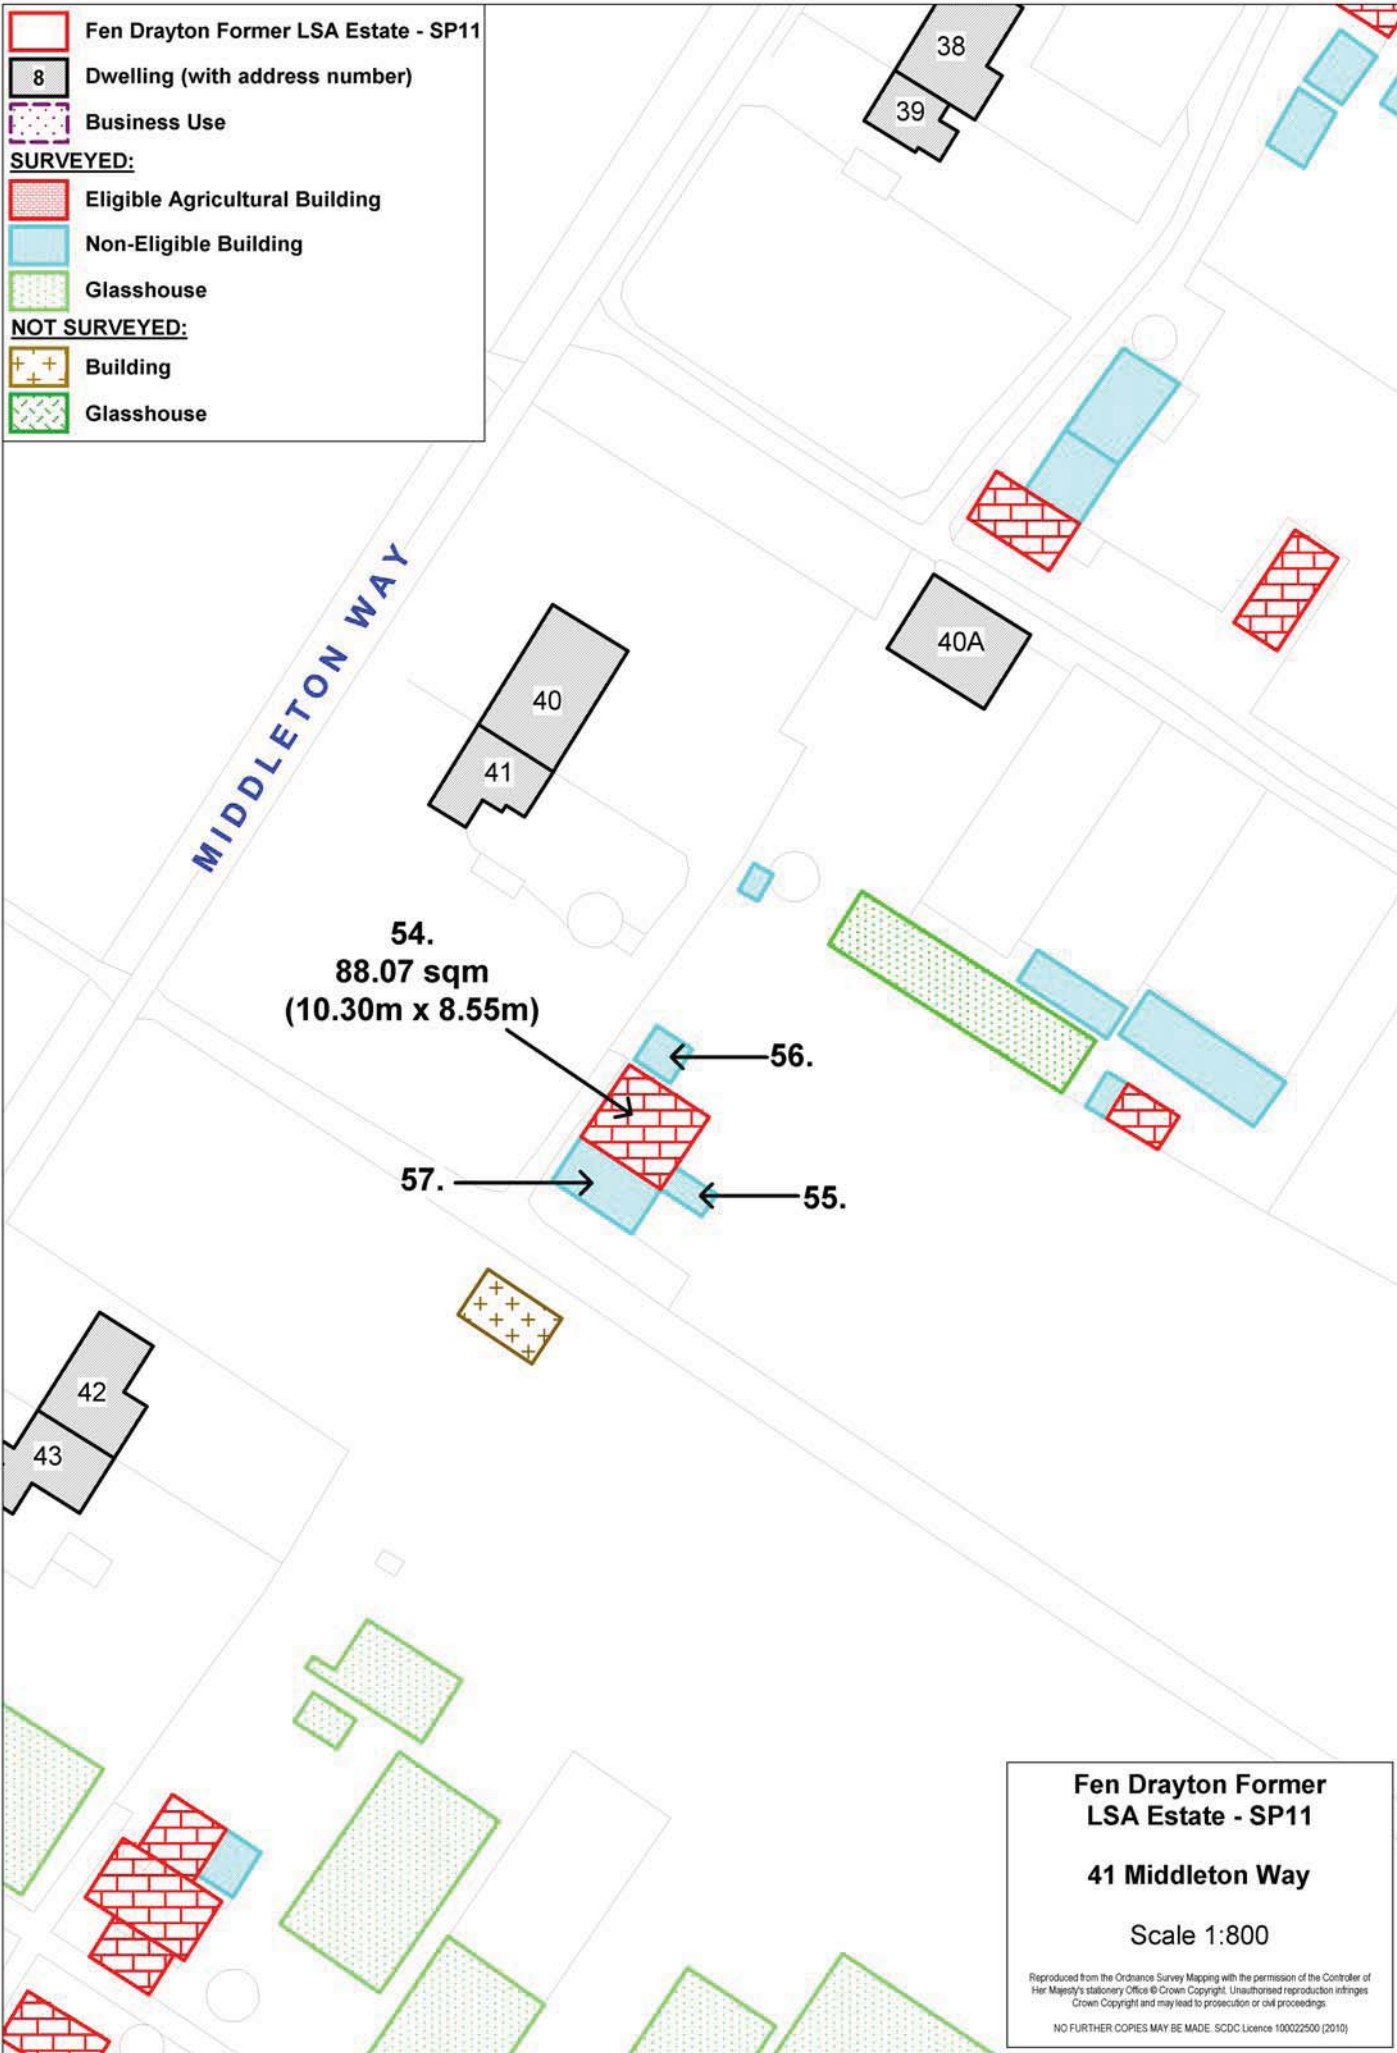 Fen Drayton Former LSA Estate - SP11
8
Dwelling (with address number)
Business Use
SURVEYED:
Eligible Agricultural Building
Non-Eligible Building
Glasshouse
NOT SURVEYED:
Building
Glasshouse
38
39
MIDDLETON WAY
40A
40
41
54.
88.07 sqm
(10.30m x 8.55m)
56.
57.
55.
42
43
Fen Drayton Former
LSA Estate - SP11
41 Middleton Way
Scale 1:800
Reproduced from the Ordnance Survey Mapping with the permission of the Controller of
Her Majesty's stationery Office © Crown Copyright. Unauthorised reproduction infringes
Crown Copyright and may lead to prosecution or civil proceedings.
NO FURTHER COPIES MAY BE MADE. SCDC Licence 100022500 (2010)